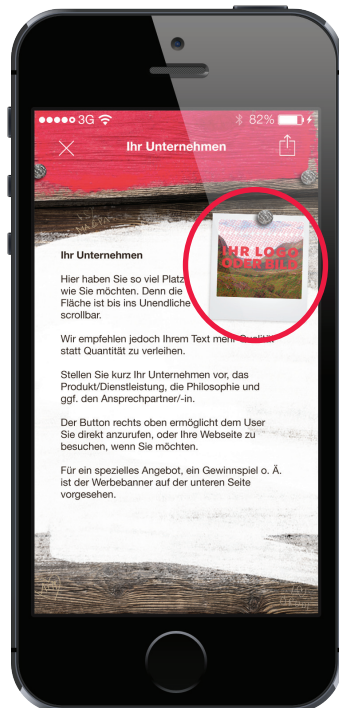 3G 82%
Ihr Unternehmen
IHR LOGO
ODER BILD
Ihr Unternehmen
Hier haben Sie so viel Platz
wie Sie möchten. Denn die
Fläche ist bis ins Unendliche
scrollbar.
Wir empfehlen jedoch Ihrem Text mehr Qualität
statt Quantität zu verleihen.
Stellen Sie kurz Ihr Unternehmen vor, das
Produkt/Dienstleistung, die Philosophie und
ggf. den Ansprechpartner/-in.
Der Button rechts oben ermöglicht dem User
Sie direkt anzurufen, oder Ihre Webseite zu
besuchen, wenn Sie möchten.
Für ein spezielles Angebot, ein Gewinnspiel o. Ä.
ist der Werbebanner auf der unteren Seite
vorgesehen.